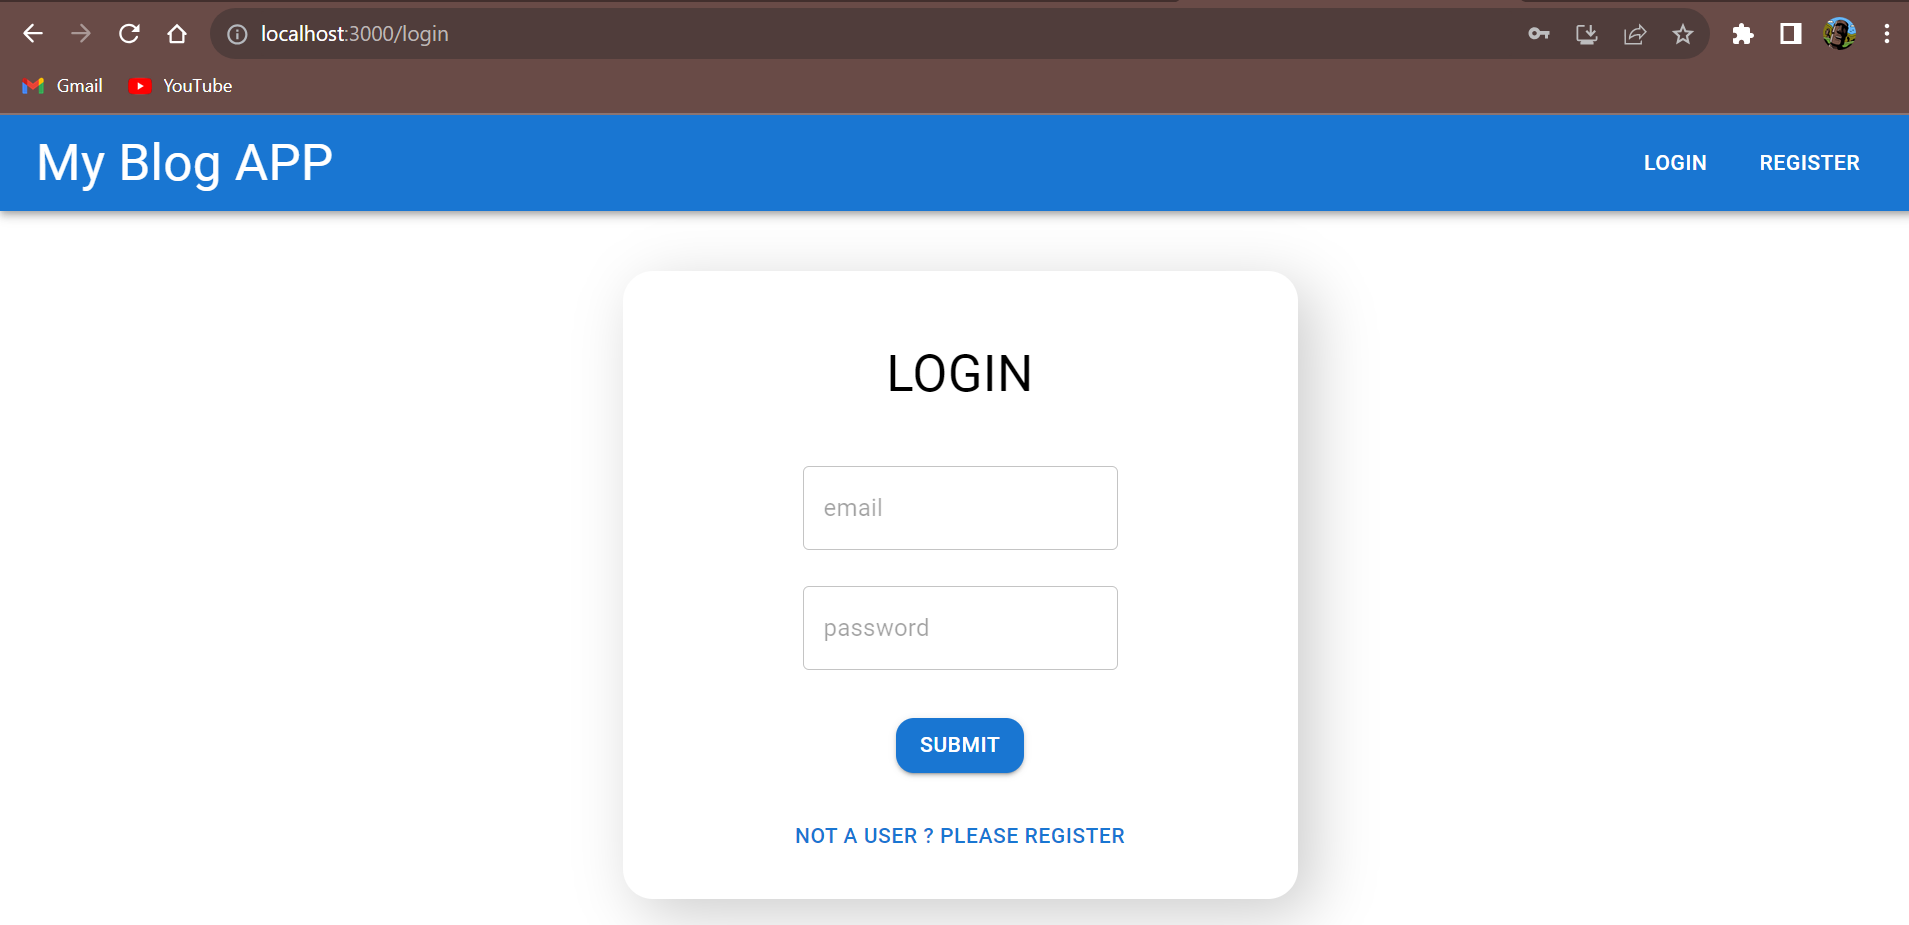 localhost:3000/login
Gmail YouTube
My Blog APP LOGIN REGISTER
LOGIN
email
password
SUBMIT
NOT A USER ? PLEASE REGISTER